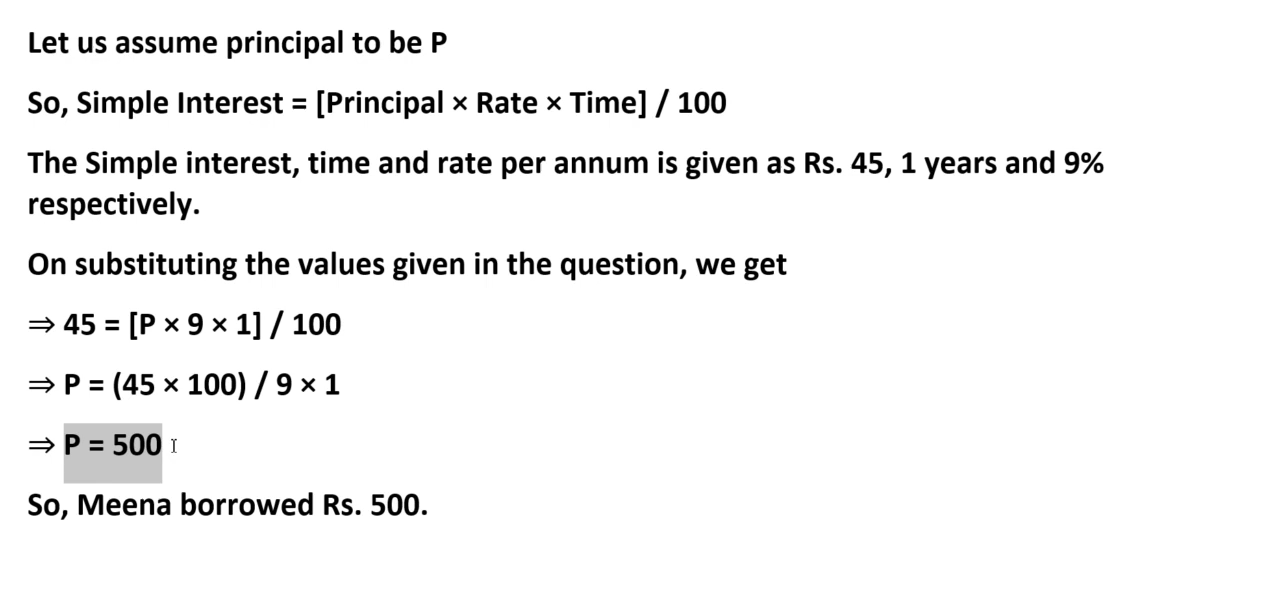 Let us assume principal to be P
So, Simple Interest = [Principal × Rate × Time] / 100
The Simple interest, time and rate per annum is given as Rs. 45, 1 years and 9%
respectively.
On substituting the values given in the question, we get
⇒ 45 = [P × 9 × 1] / 100
⇒ P = (45 × 100) / 9 × 1
⇒ P = 500
So, Meena borrowed Rs. 500.